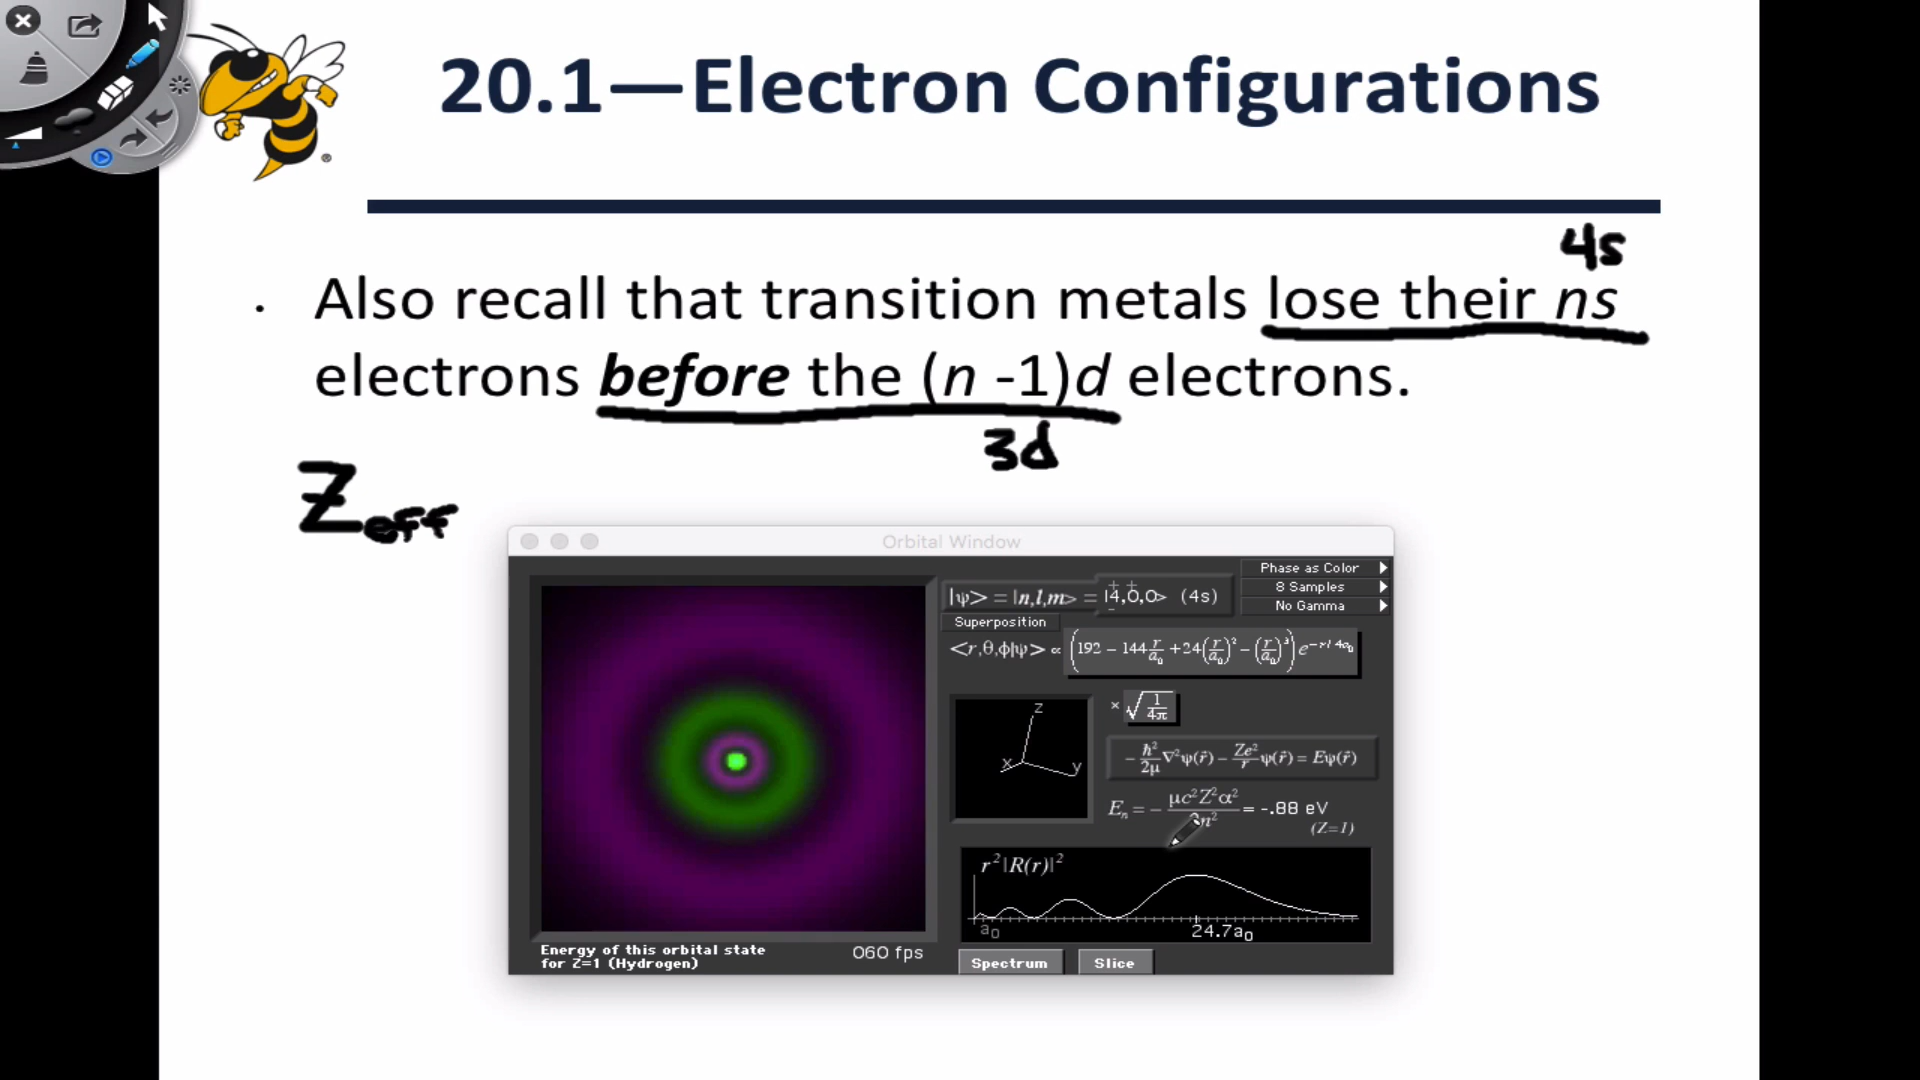 20.1—Electron Configurations
4s
· Also recall that transition metals lose their ns
electrons before the (n -1)d electrons.
3d
Zeff
Orbital Window
Phase as Color
8 Samples
No Gamma
|ψ> = |n,l,m> = |4,0,0> (4s)
Superposition
<r,θ,ϕ|ψ> ∝ (192 − 144 r/a₀ + 24(r/a₀)² − (r/a₀)³) e^−r/4a₀
× √(1/4π)
z
x
y
−ħ²/2μ ∇²ψ(r⃗) − Ze²/r ψ(r⃗) = Eψ(r⃗)
Eₙ = − μc²Z²α²/2n² = -.88 eV
(Z=1)
r²|R(r)|²
a₀
24.7a₀
Energy of this orbital state
for Z=1 (Hydrogen)
060 fps
Spectrum
Slice
®